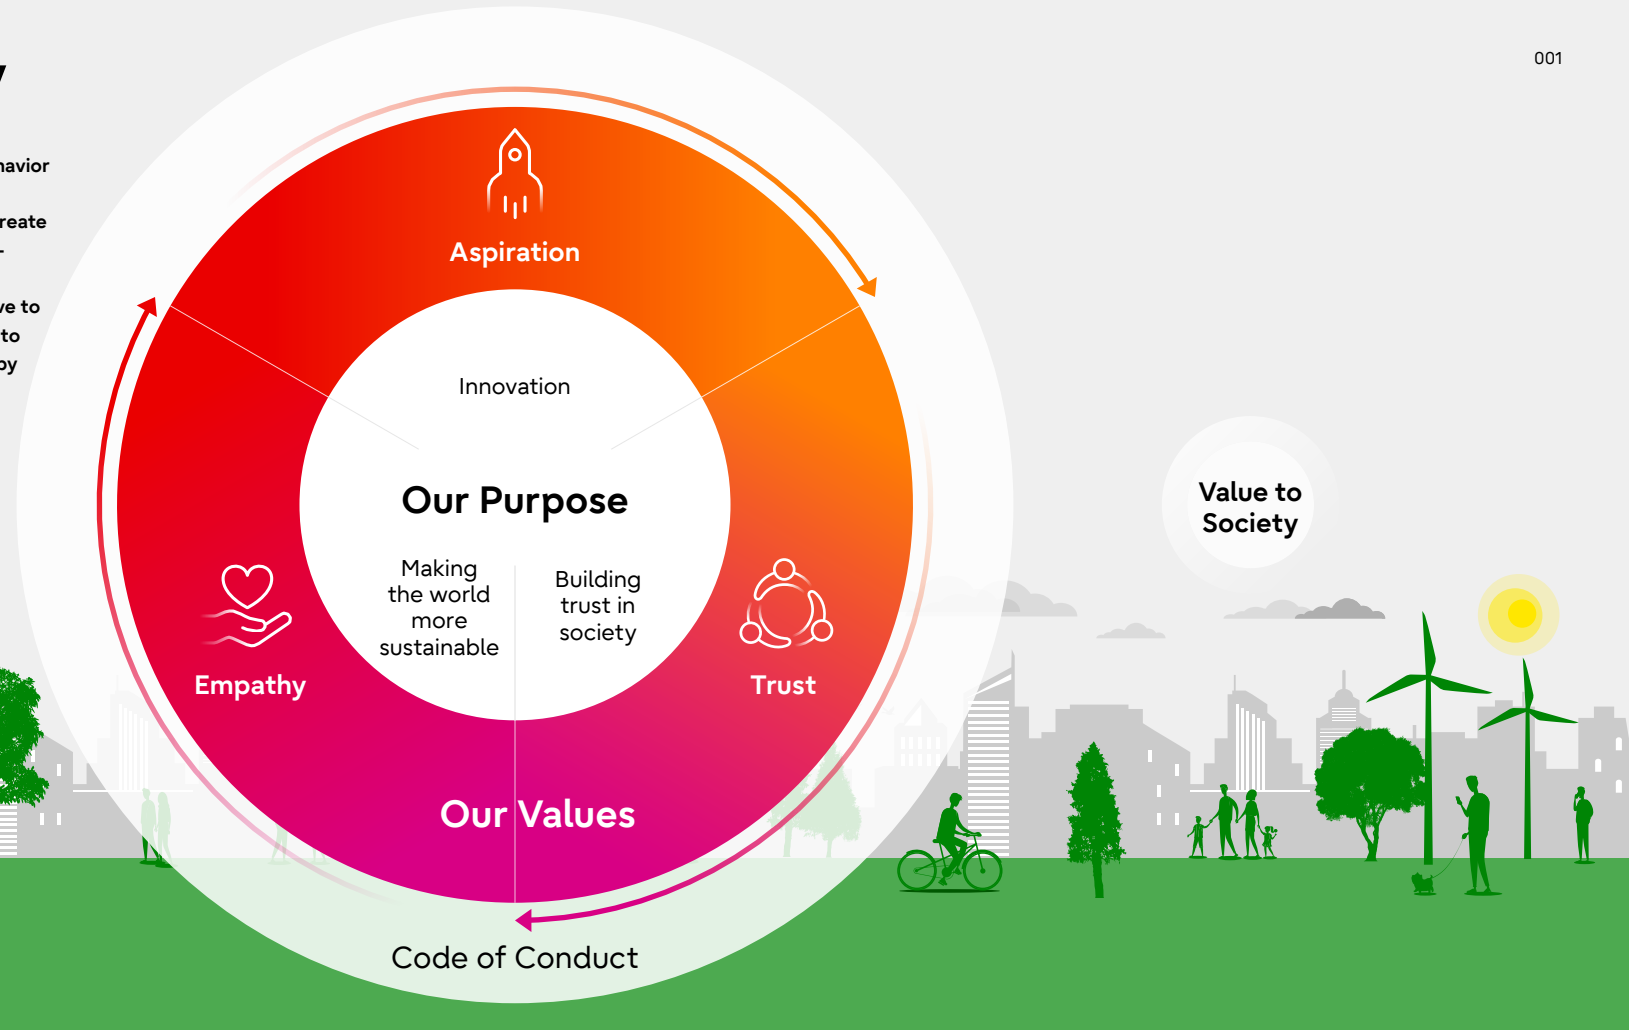 001
to
Aspiration
Innovation
Our Purpose
Making
the world
more
sustainable
Building
trust in
society
Empathy
Trust
Our Values
Code of Conduct
Value to
Society